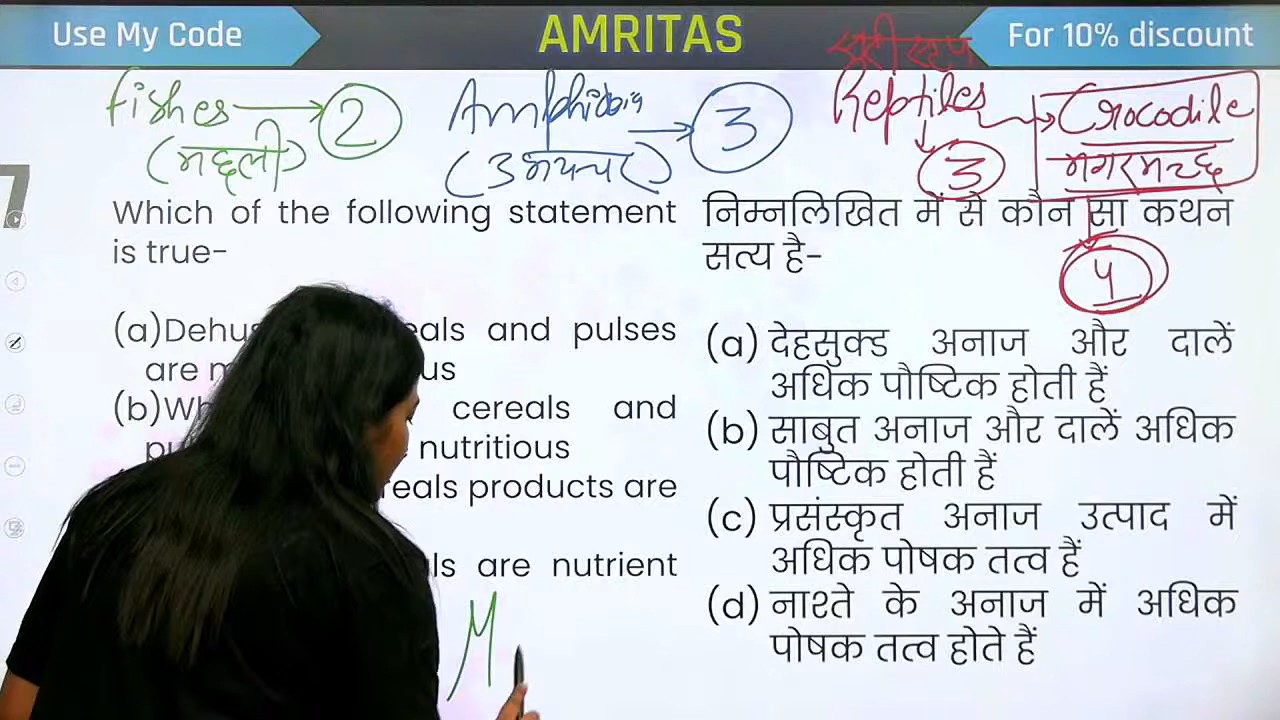 Use My Code
AMRITAS
For 10% discount
सरीसृप
fishes → 2
(मछली)
Amphibia → 3
(उभयचर)
Reptiles → Crocodile
3
मगरमच्छ
4
7
Which of the following statement
is true-
(a)Dehus eals and pulses
are m us
(b)Wh cereals and
pu nutritious
reals products are
ls are nutrient
M
निम्नलिखित में से कौन सा कथन
सत्य है-
(a) देहसुक्ड अनाज और दालें
अधिक पौष्टिक होती हैं
(b) साबुत अनाज और दालें अधिक
पौष्टिक होती हैं
(c) प्रसंस्कृत अनाज उत्पाद में
अधिक पोषक तत्व हैं
(d) नाश्ते के अनाज में अधिक
पोषक तत्व होते हैं